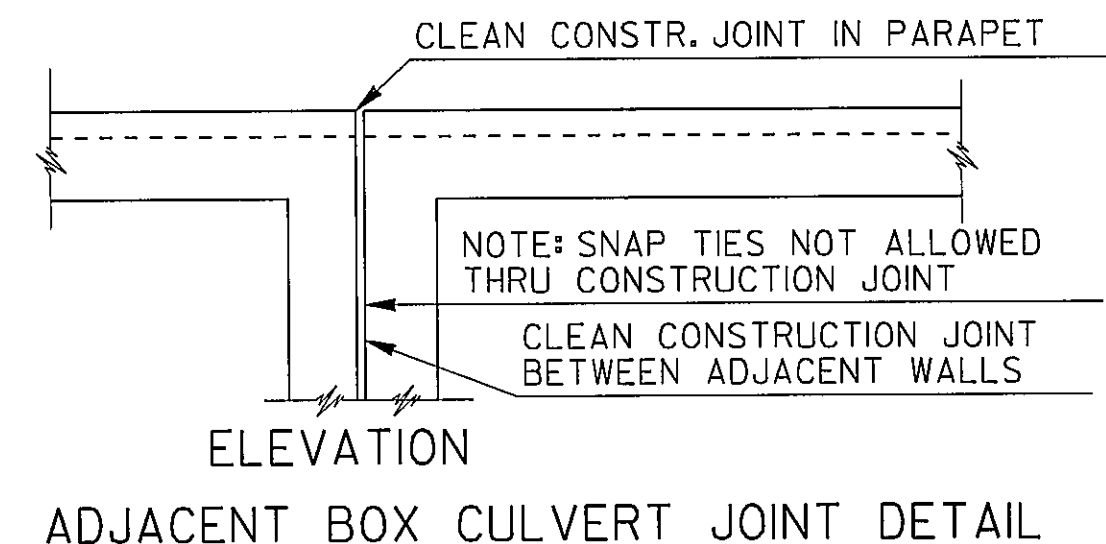 CLEAN CONSTR. JOINT IN PARAPET
NOTE: SNAP TIES NOT ALLOWED
THRU CONSTRUCTION JOINT
CLEAN CONSTRUCTION JOINT
BETWEEN ADJACENT WALLS
ELEVATION
ADJACENT BOX CULVERT JOINT DETAIL